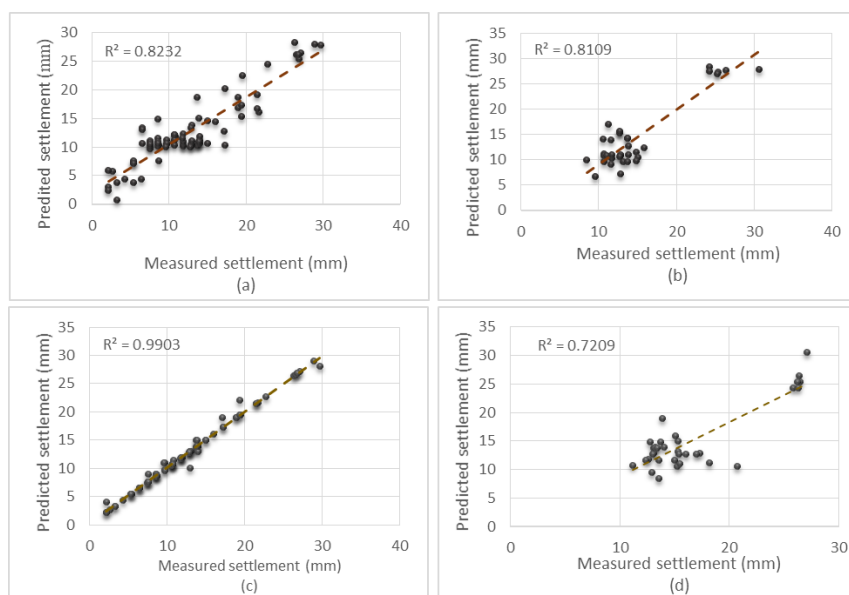 R² = 0.8232
Predited settlement (mm)
30
25
20
15
10
5
0
0 10 20 30 40
Measured settlement (mm)
(a)
R² = 0.8109
Predicted settlement (mm)
35
30
25
20
15
10
5
0
0 10 20 30 40
Measured settlement (mm)
(b)
R² = 0.9903
Predicted settlement (mm)
35
30
25
20
15
10
5
0
0 10 20 30 40
Measured settlement (mm)
(c)
R² = 0.7209
Predicted settlement (mm)
35
30
25
20
15
10
5
0
0 10 20 30
Measured settlement (mm)
(d)